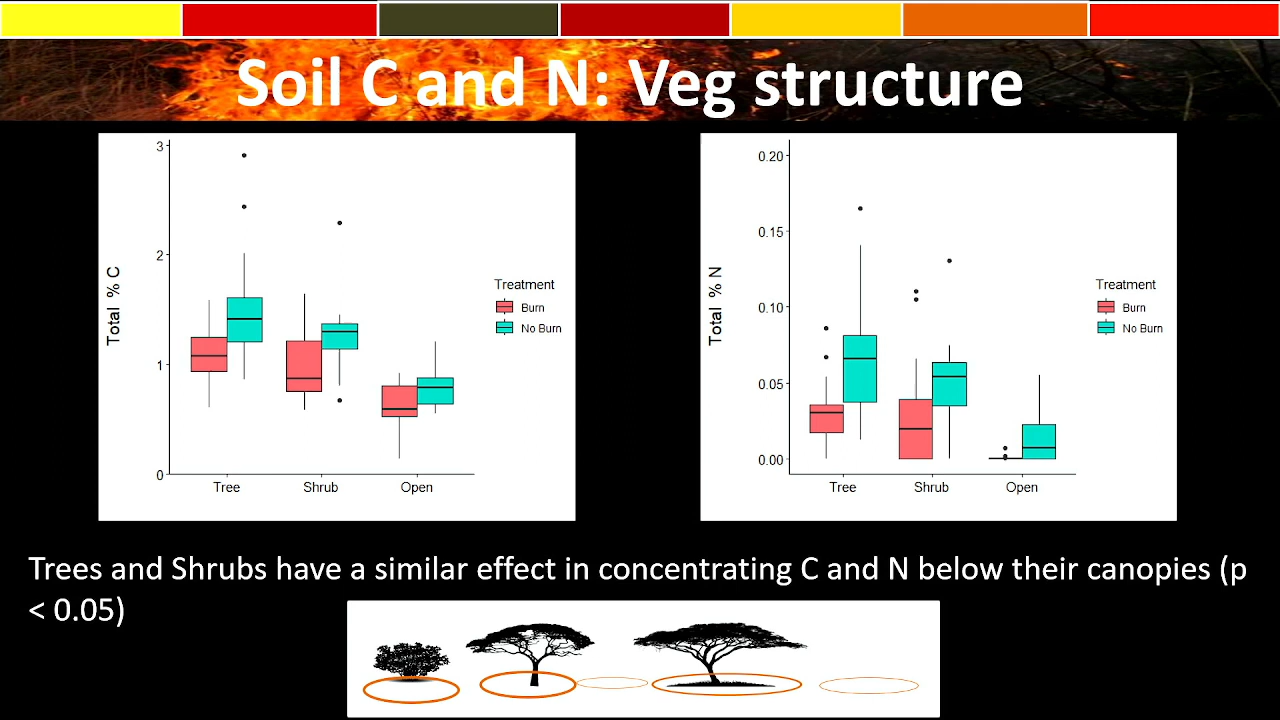 Soil C and N: Veg structure
3
2
1
0
Total % C
Tree Shrub Open
Treatment
Burn
No Burn
0.20
0.15
0.10
0.05
0.00
Total % N
Tree Shrub Open
Treatment
Burn
No Burn
Trees and Shrubs have a similar effect in concentrating C and N below their canopies (p
< 0.05)